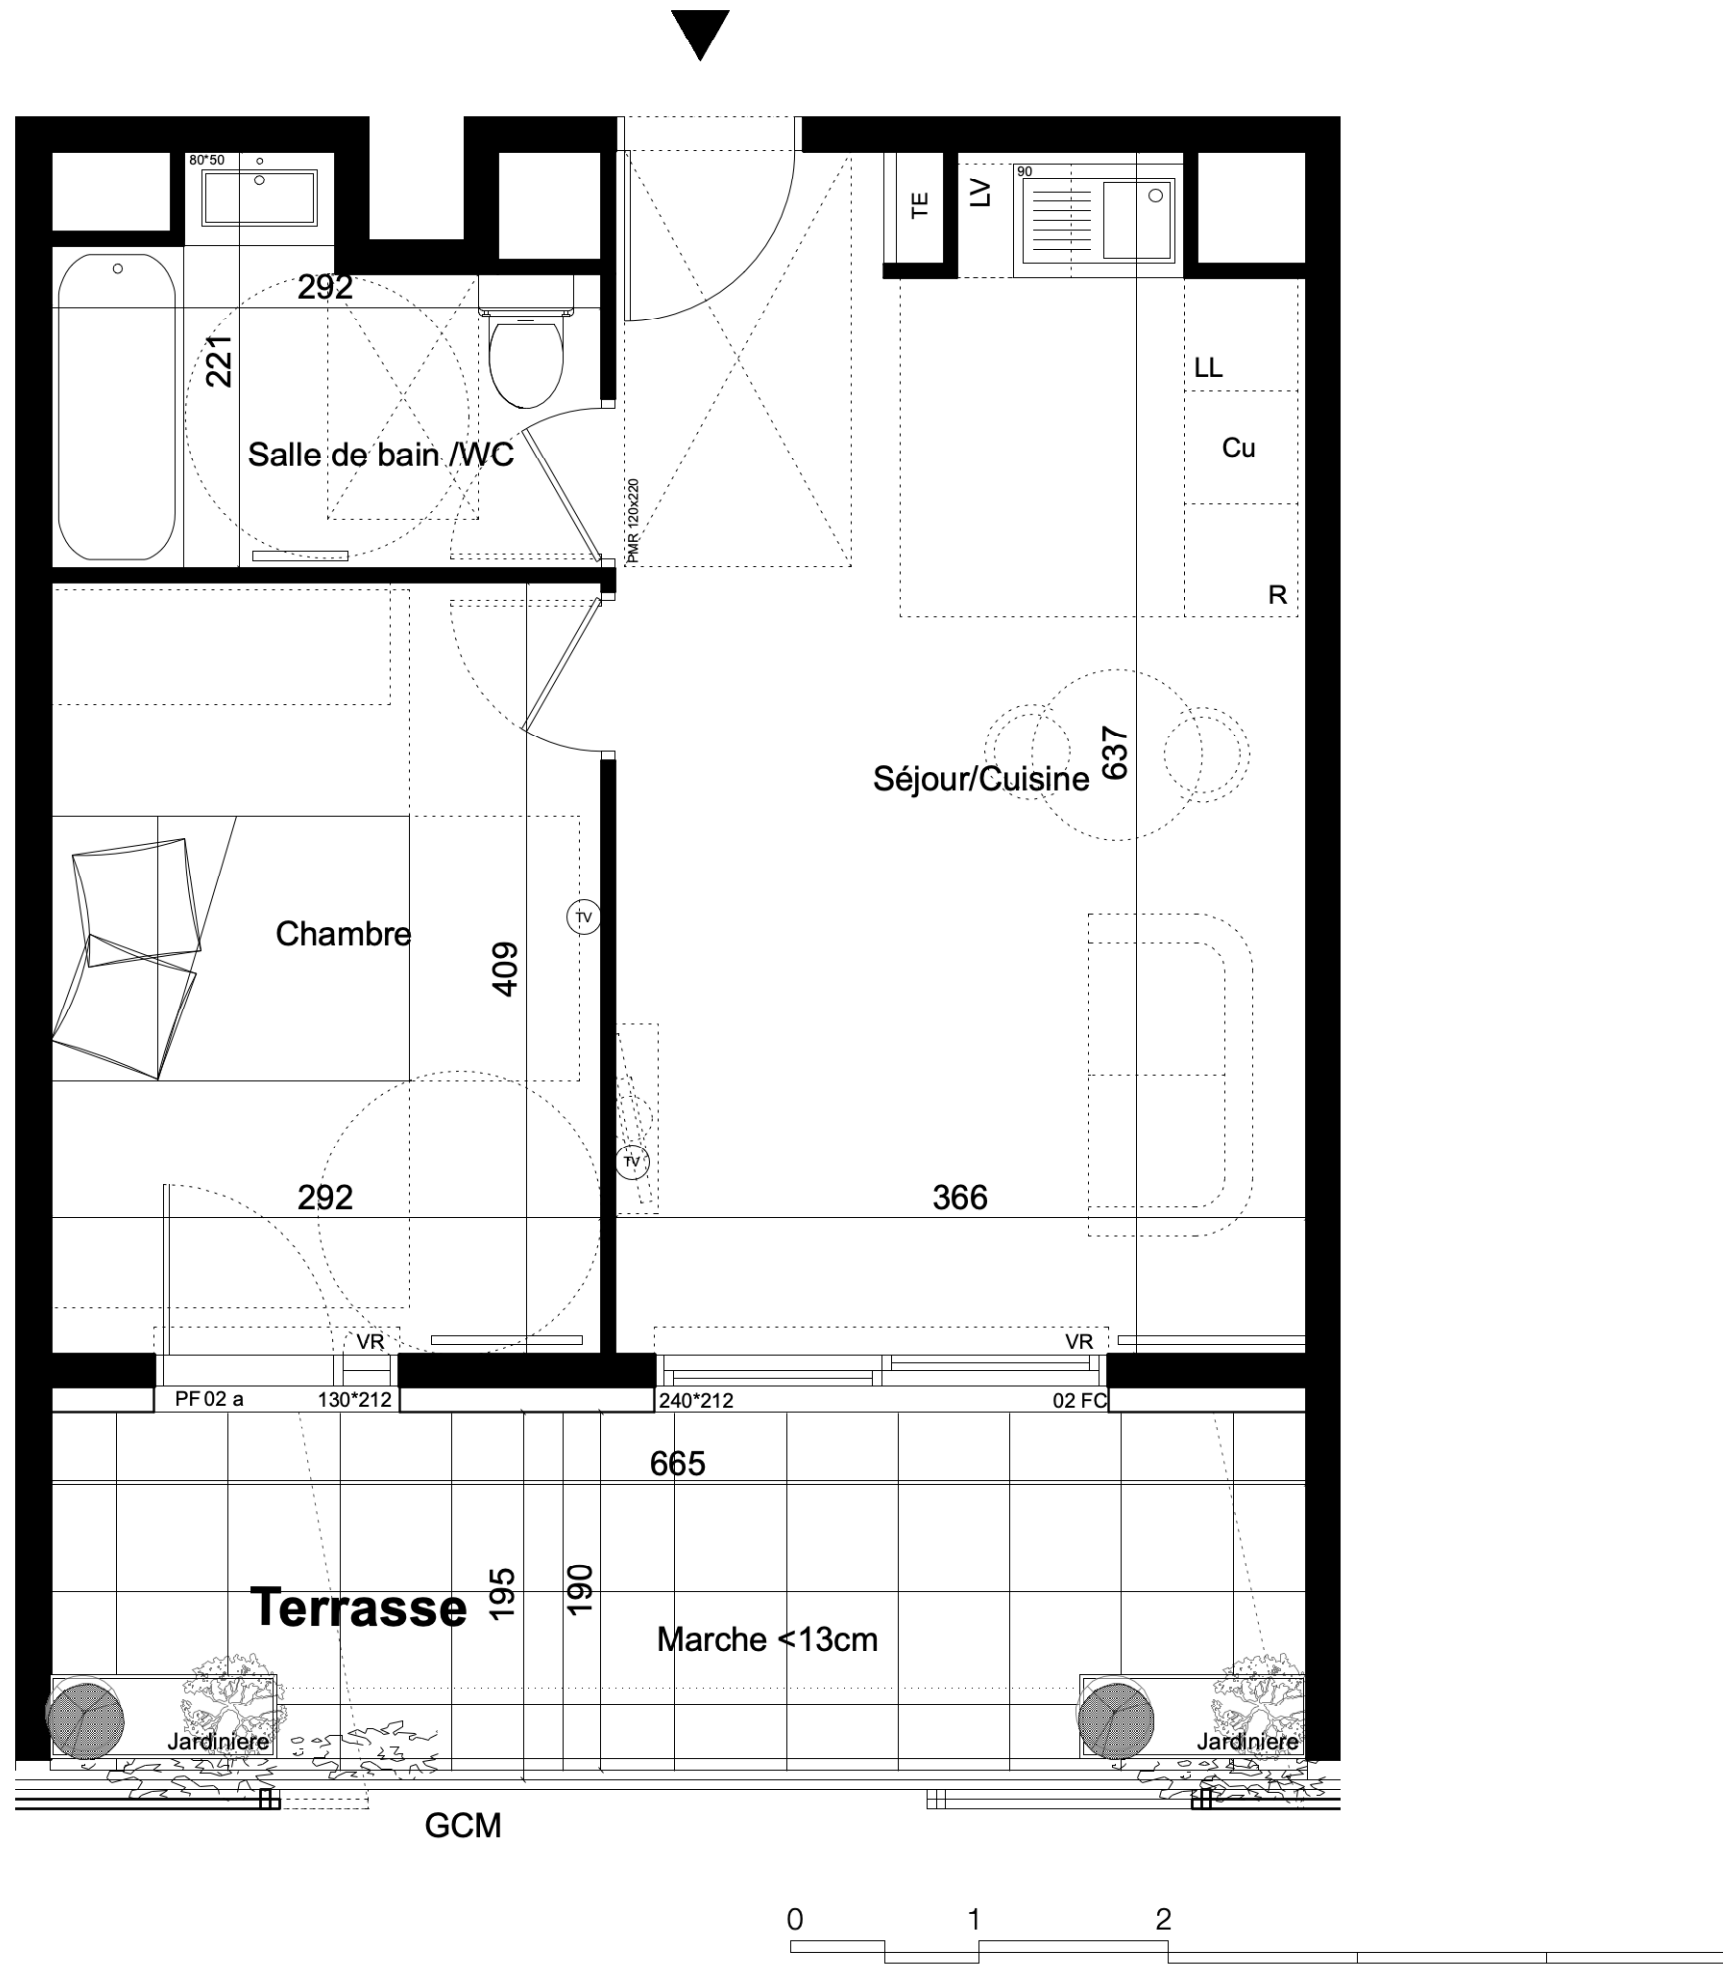 80*50
TE
LV
90
292
221
LL
Cu
Salle de bain /WC
PMR 120x220
R
Séjour/Cuisine
637
Chambre
TV
409
TV
292
366
VR
VR
PF 02 a
130*212
240*212
02 FC
665
195
190
Terrasse
Marche <13cm
Jardiniere
Jardiniere
GCM
0
1
2